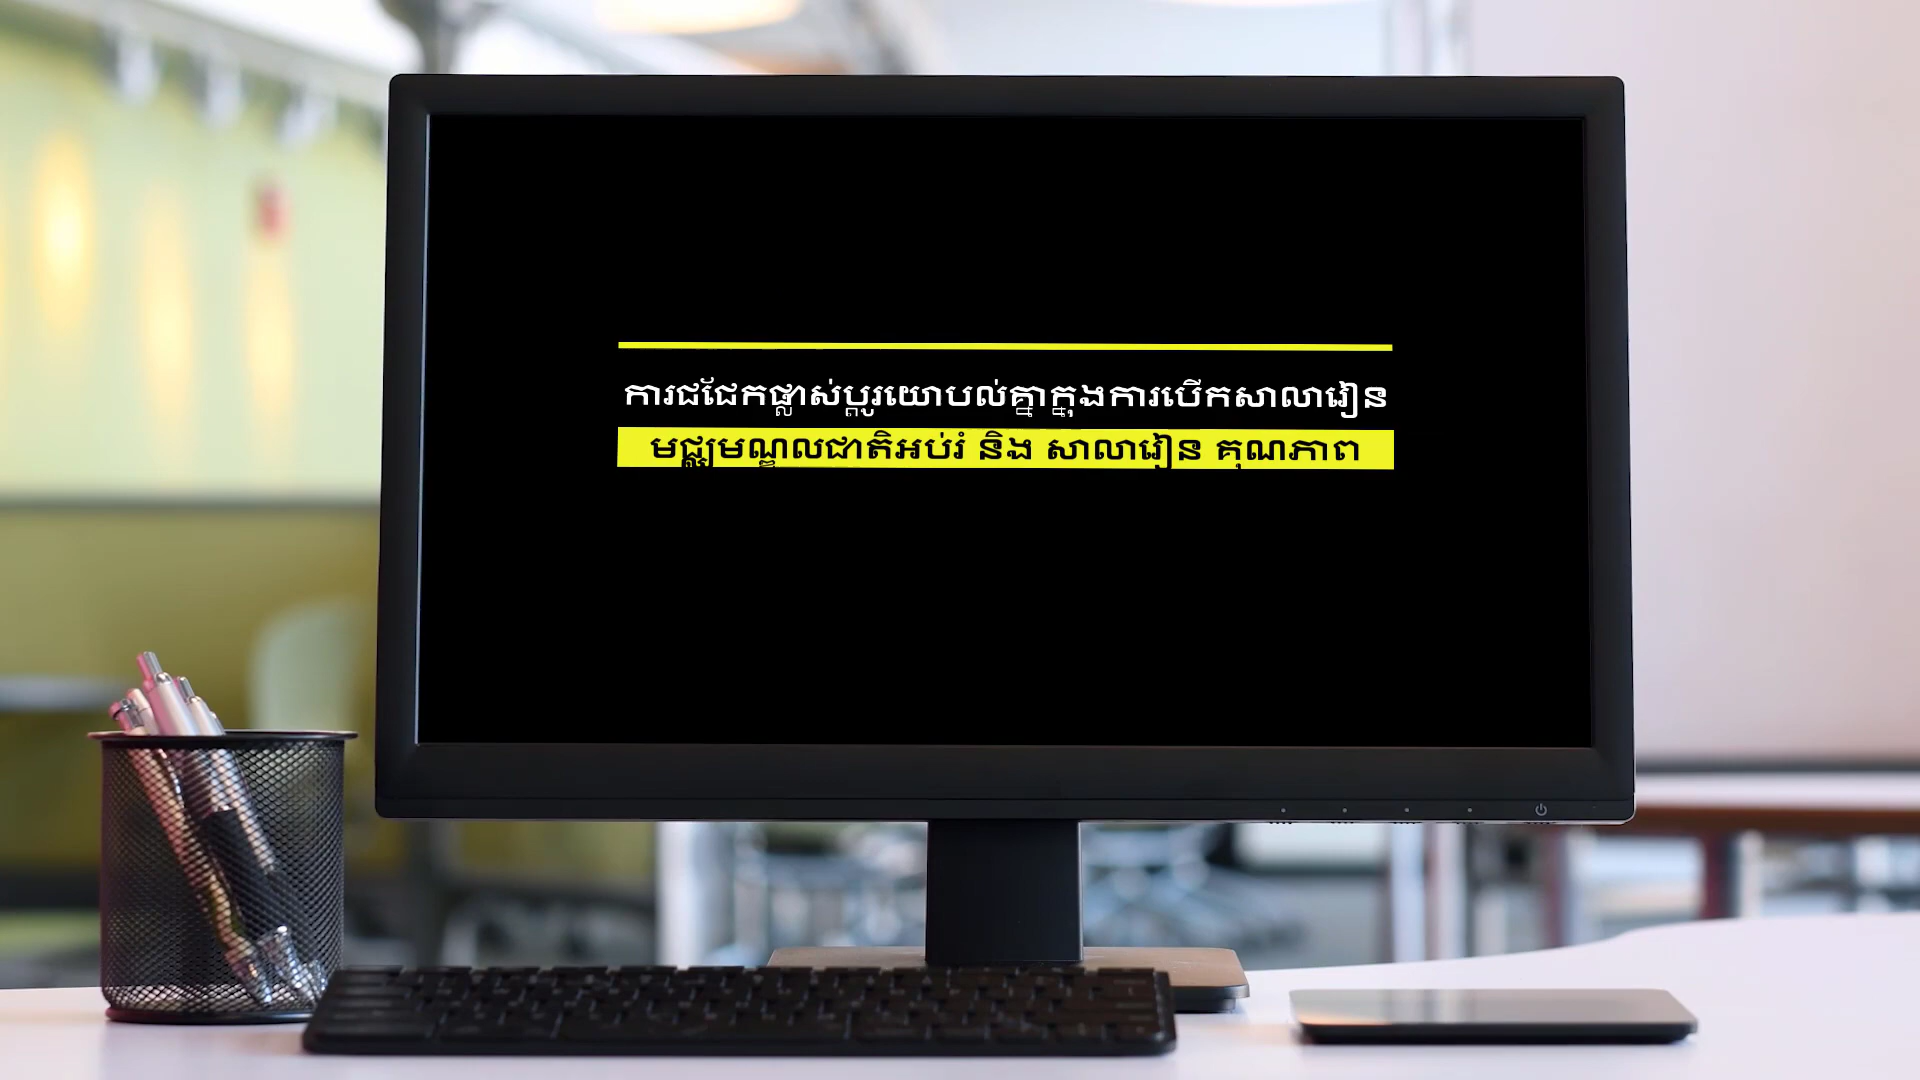 ការជជែកផ្លាស់ប្តូរយោបល់គ្នាក្នុងការបើកសាលារៀន
មជ្ឈមណ្ឌលជាតិអប់រំ និង សាលារៀន គុណភាព